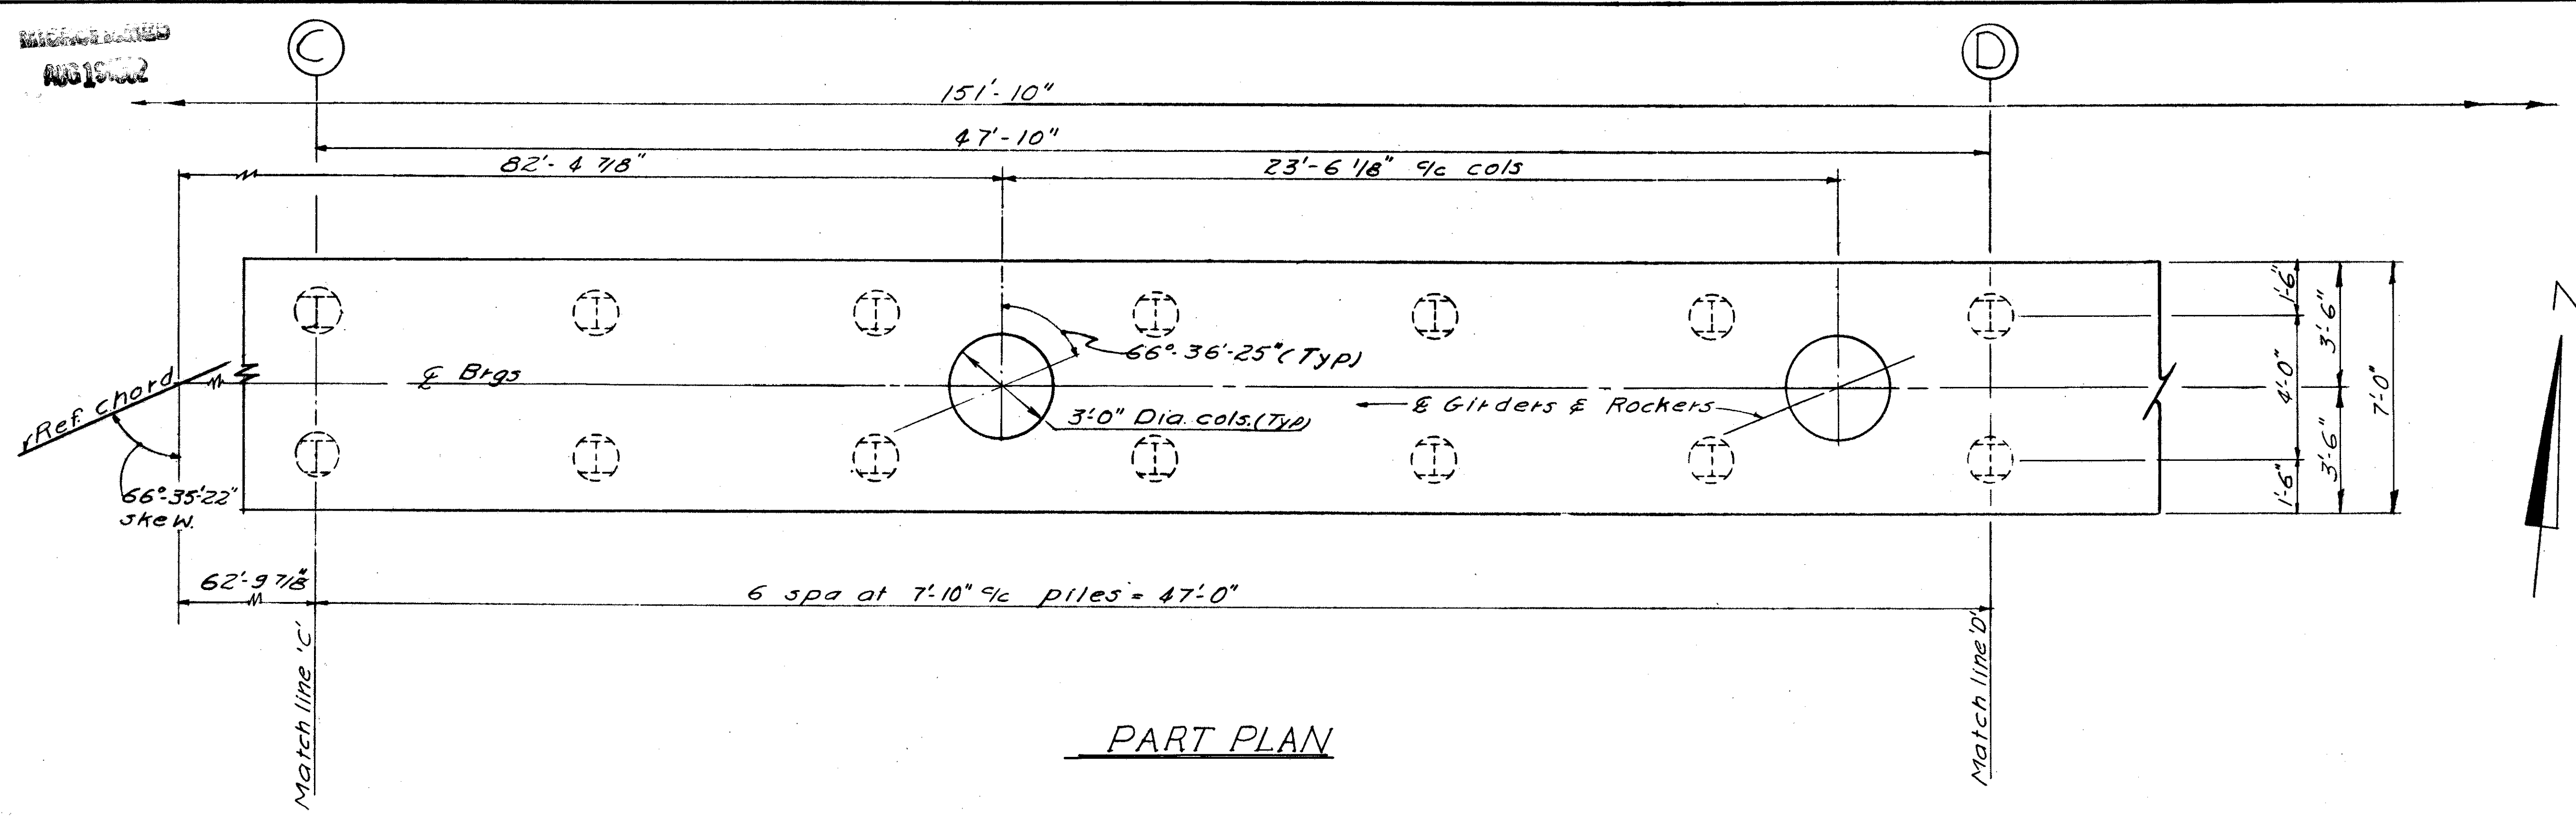 C
D
151'-10"
47'-10"
82'-4 7/8"
23'-6 1/8" c/c cols
1'-6"
3'-6"
4'-0"
7'-0"
3'-6"
1'-6"
66°-36'-25" (Typ)
℄ Brgs
Ref. chord
3'-0" Dia. cols. (Typ)
℄ Girders & Rockers
66°-35'-22"
skew.
62'-9 7/8"
6 spa at 7'-10" c/c piles = 47'-0"
Match line 'C'
Match line 'D'
PART PLAN